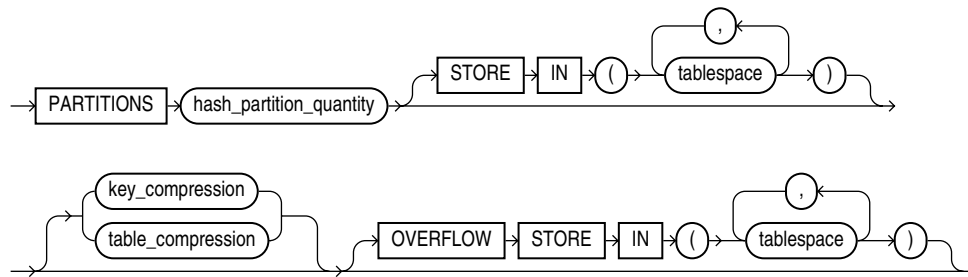 ,
STORE IN ( tablespace )
PARTITIONS hash_partition_quantity
,
key_compression
table_compression
OVERFLOW STORE IN ( tablespace )